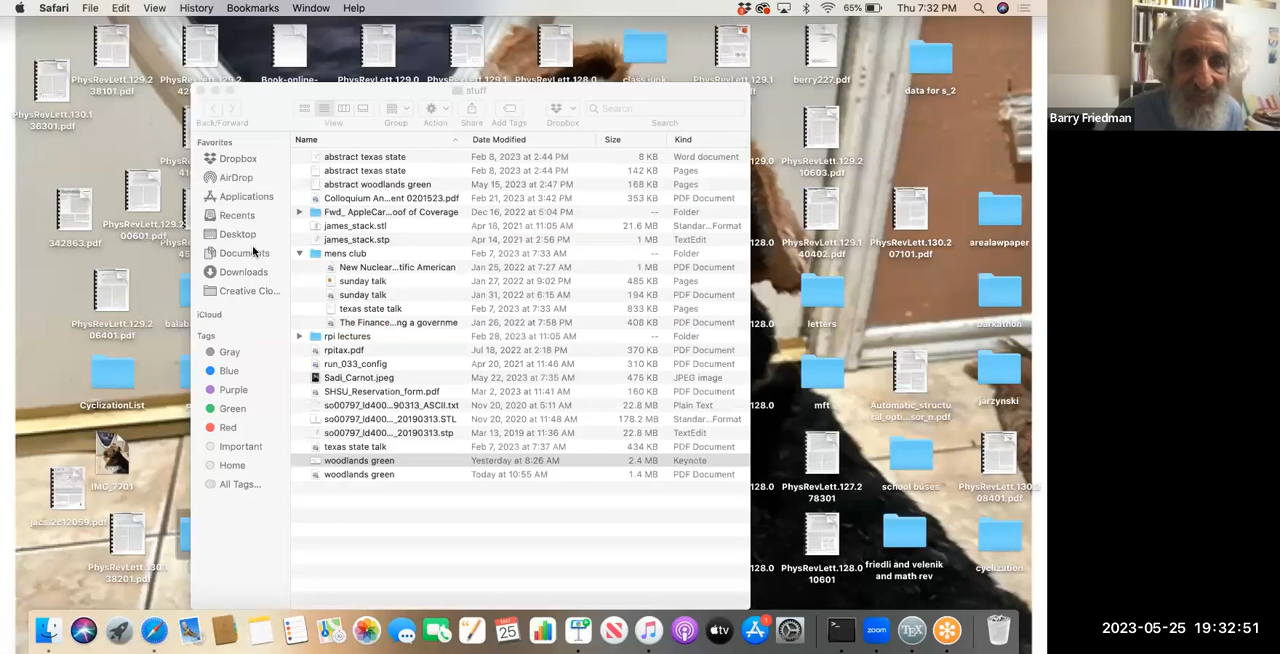 Safari File Edit View History Bookmarks Window Help
65% Thu 7:32 PM
stuff
Back/Forward View Group Action Share Add Tags Dropbox Search
Search
Favorites
Dropbox
AirDrop
Applications
Recents
Desktop
Documents
Downloads
Creative Clo...
iCloud
Tags
Gray
Blue
Purple
Green
Red
Important
Home
All Tags...
Name Date Modified Size Kind
abstract texas state Feb 8, 2023 at 2:44 PM 8 KB Word document
abstract texas state Feb 8, 2023 at 2:44 PM 142 KB Pages
abstract woodlands green May 15, 2023 at 2:47 PM 168 KB Pages
Colloquium An...ent 0201523.pdf Feb 21, 2023 at 3:42 PM 353 KB PDF Document
Fwd_ AppleCar...oof of Coverage Dec 16, 2022 at 5:04 PM -- Folder
james_stack.stl Apr 18, 2021 at 11:05 AM 21.6 MB Standar...Format
james_stack.stp Apr 14, 2021 at 2:56 PM 1 MB TextEdit
mens club Feb 7, 2023 at 7:33 AM -- Folder
New Nuclear...tific American Jan 25, 2022 at 7:27 AM 1 MB PDF Document
sunday talk Jan 27, 2022 at 9:02 PM 485 KB Pages
sunday talk Jan 31, 2022 at 6:15 AM 194 KB PDF Document
texas state talk Feb 7, 2023 at 7:33 AM 833 KB Pages
The Finance...ng a governme Jan 26, 2022 at 7:58 PM 408 KB PDF Document
rpi lectures Feb 28, 2023 at 11:05 AM -- Folder
rpitax.pdf Jul 18, 2022 at 2:18 PM 370 KB PDF Document
run_033_config Apr 20, 2021 at 11:46 AM 310 KB PDF Document
Sadi_Carnot.jpeg May 22, 2023 at 7:35 AM 475 KB JPEG image
SHSU_Reservation_form.pdf Mar 2, 2023 at 11:41 AM 160 KB PDF Document
so00797_ld400..._90313_ASCII.txt Nov 20, 2020 at 5:11 AM 22.8 MB Plain Text
so00797_ld400..._20190313.STL Nov 20, 2020 at 11:48 AM 178.2 MB Standar...Format
so00797_ld400..._20190313.stp Mar 13, 2019 at 11:36 AM 22.8 MB TextEdit
texas state talk Feb 7, 2023 at 7:37 AM 434 KB PDF Document
woodlands green Yesterday at 8:26 AM 2.4 MB Keynote
woodlands green Today at 10:55 AM 1.4 MB PDF Document
PhysRevLett.129.2
38101.pdf
Book-online-
PhysRevLett.129.0
PhysRevLett.129.1
PhysRevLett.128.0
class junk
PhysRevLett.129.1
berry227.pdf
data for s_2
PhysRevLett.130.1
36301.pdf
PhysRevLett.129.2
10603.pdf
342863.pdf
PhysRevLett.129.2
00601.pdf
PhysRevLett.129.1
40402.pdf
PhysRevLett.130.2
07101.pdf
arealawpaper
PhysRevLett.129.2
06401.pdf
letters
barkathon
CyclizationList
mft
Automatic_structu
ral_opti...sor_n.pdf
jarzynski
IMG_7701
PhysRevLett.127.2
78301
school buses
PhysRevLett.130.
08401.pdf
PhysRevLett.130.1
38201.pdf
PhysRevLett.128.0
10601
friedli and velenik
and math rev
cyclization
MAY
25
tv
zoom
TEX
Barry Friedman
2023-05-25 19:32:51